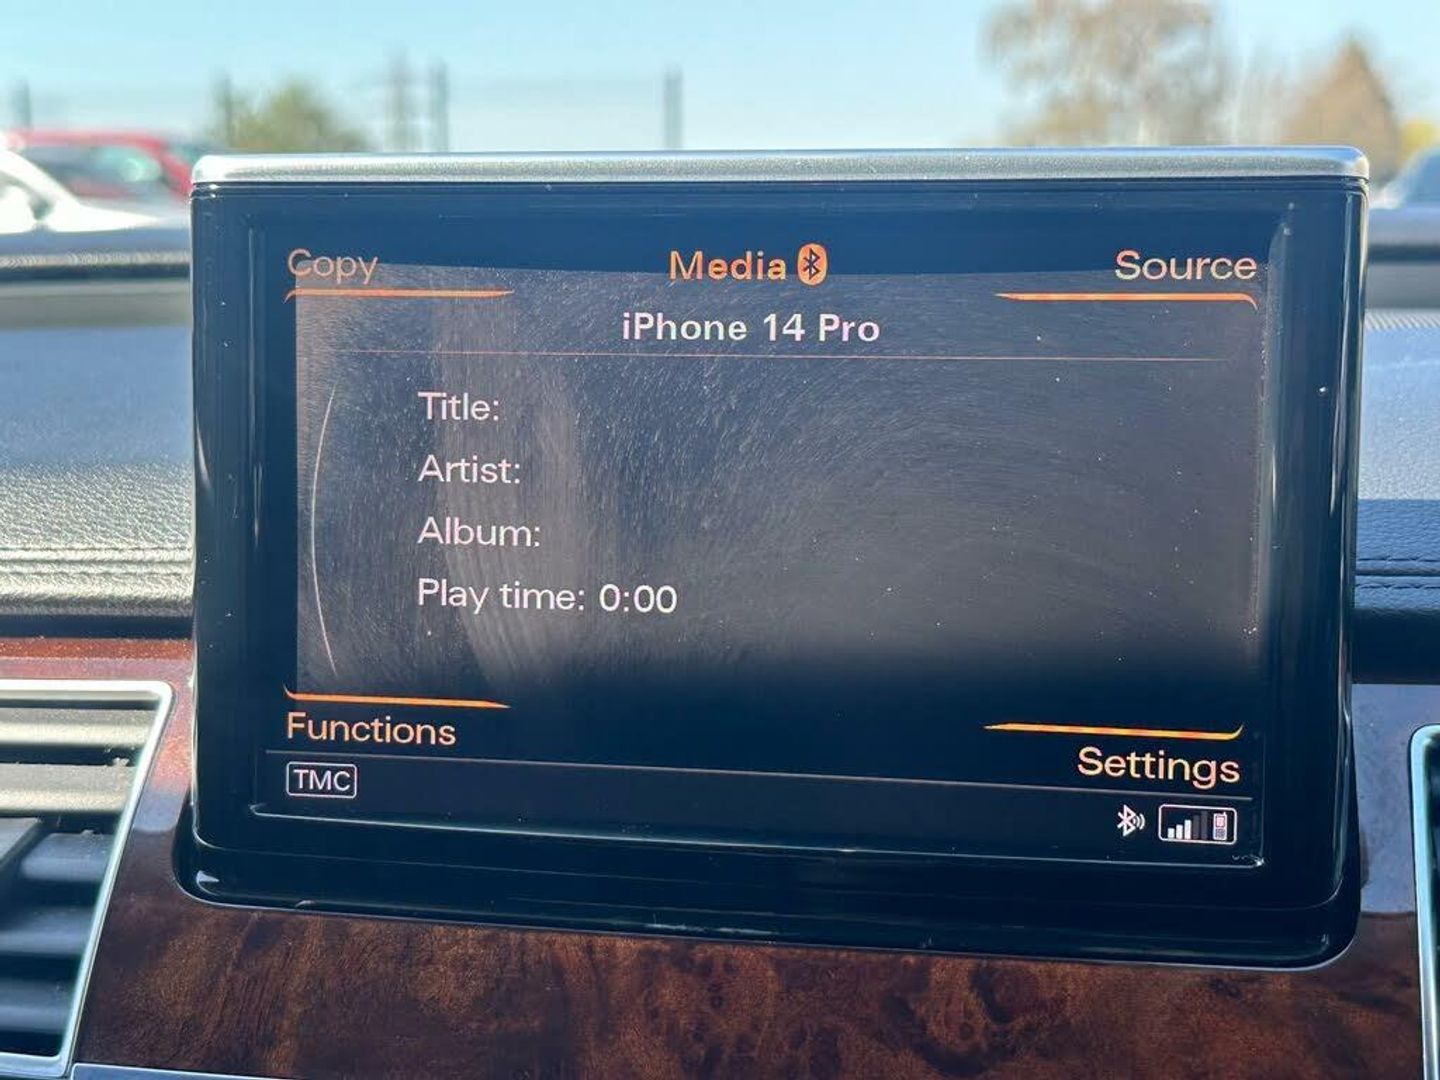 Copy Media Source
iPhone 14 Pro
Title:
Artist:
Album:
Play time: 0:00
Functions
Settings
TMC